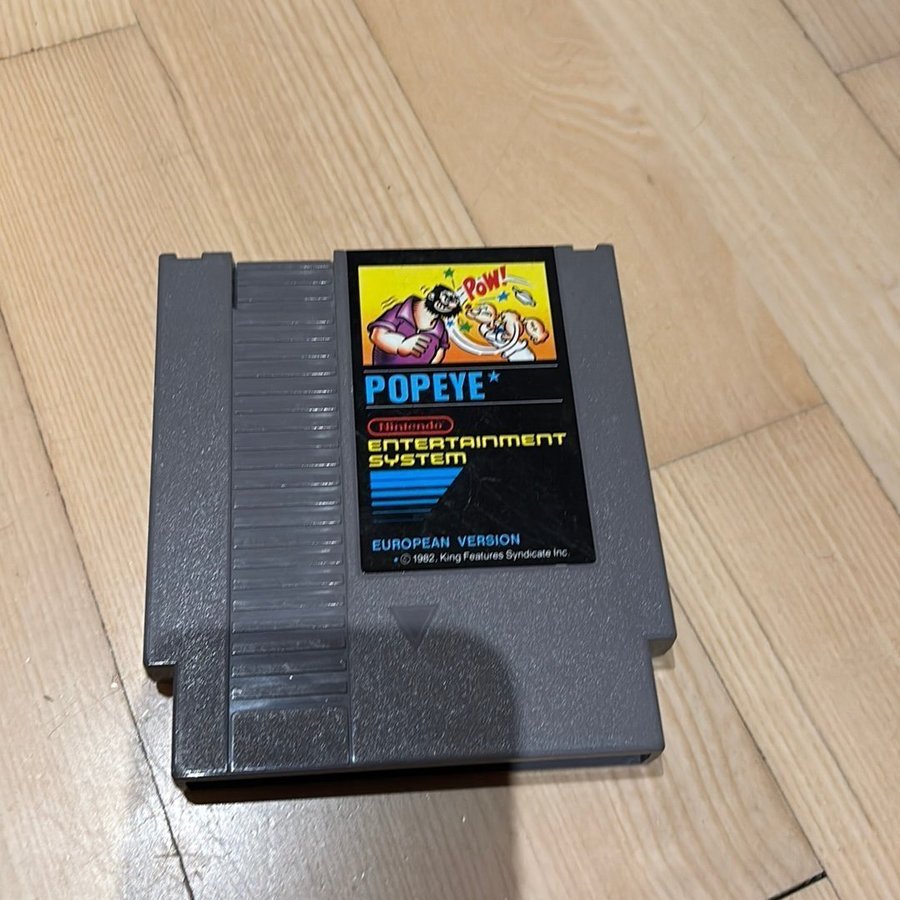 POW!
POPEYE*
Nintendo
ENTERTAINMENT
SYSTEM
EUROPEAN VERSION
* © 1982. King Features Syndicate Inc.